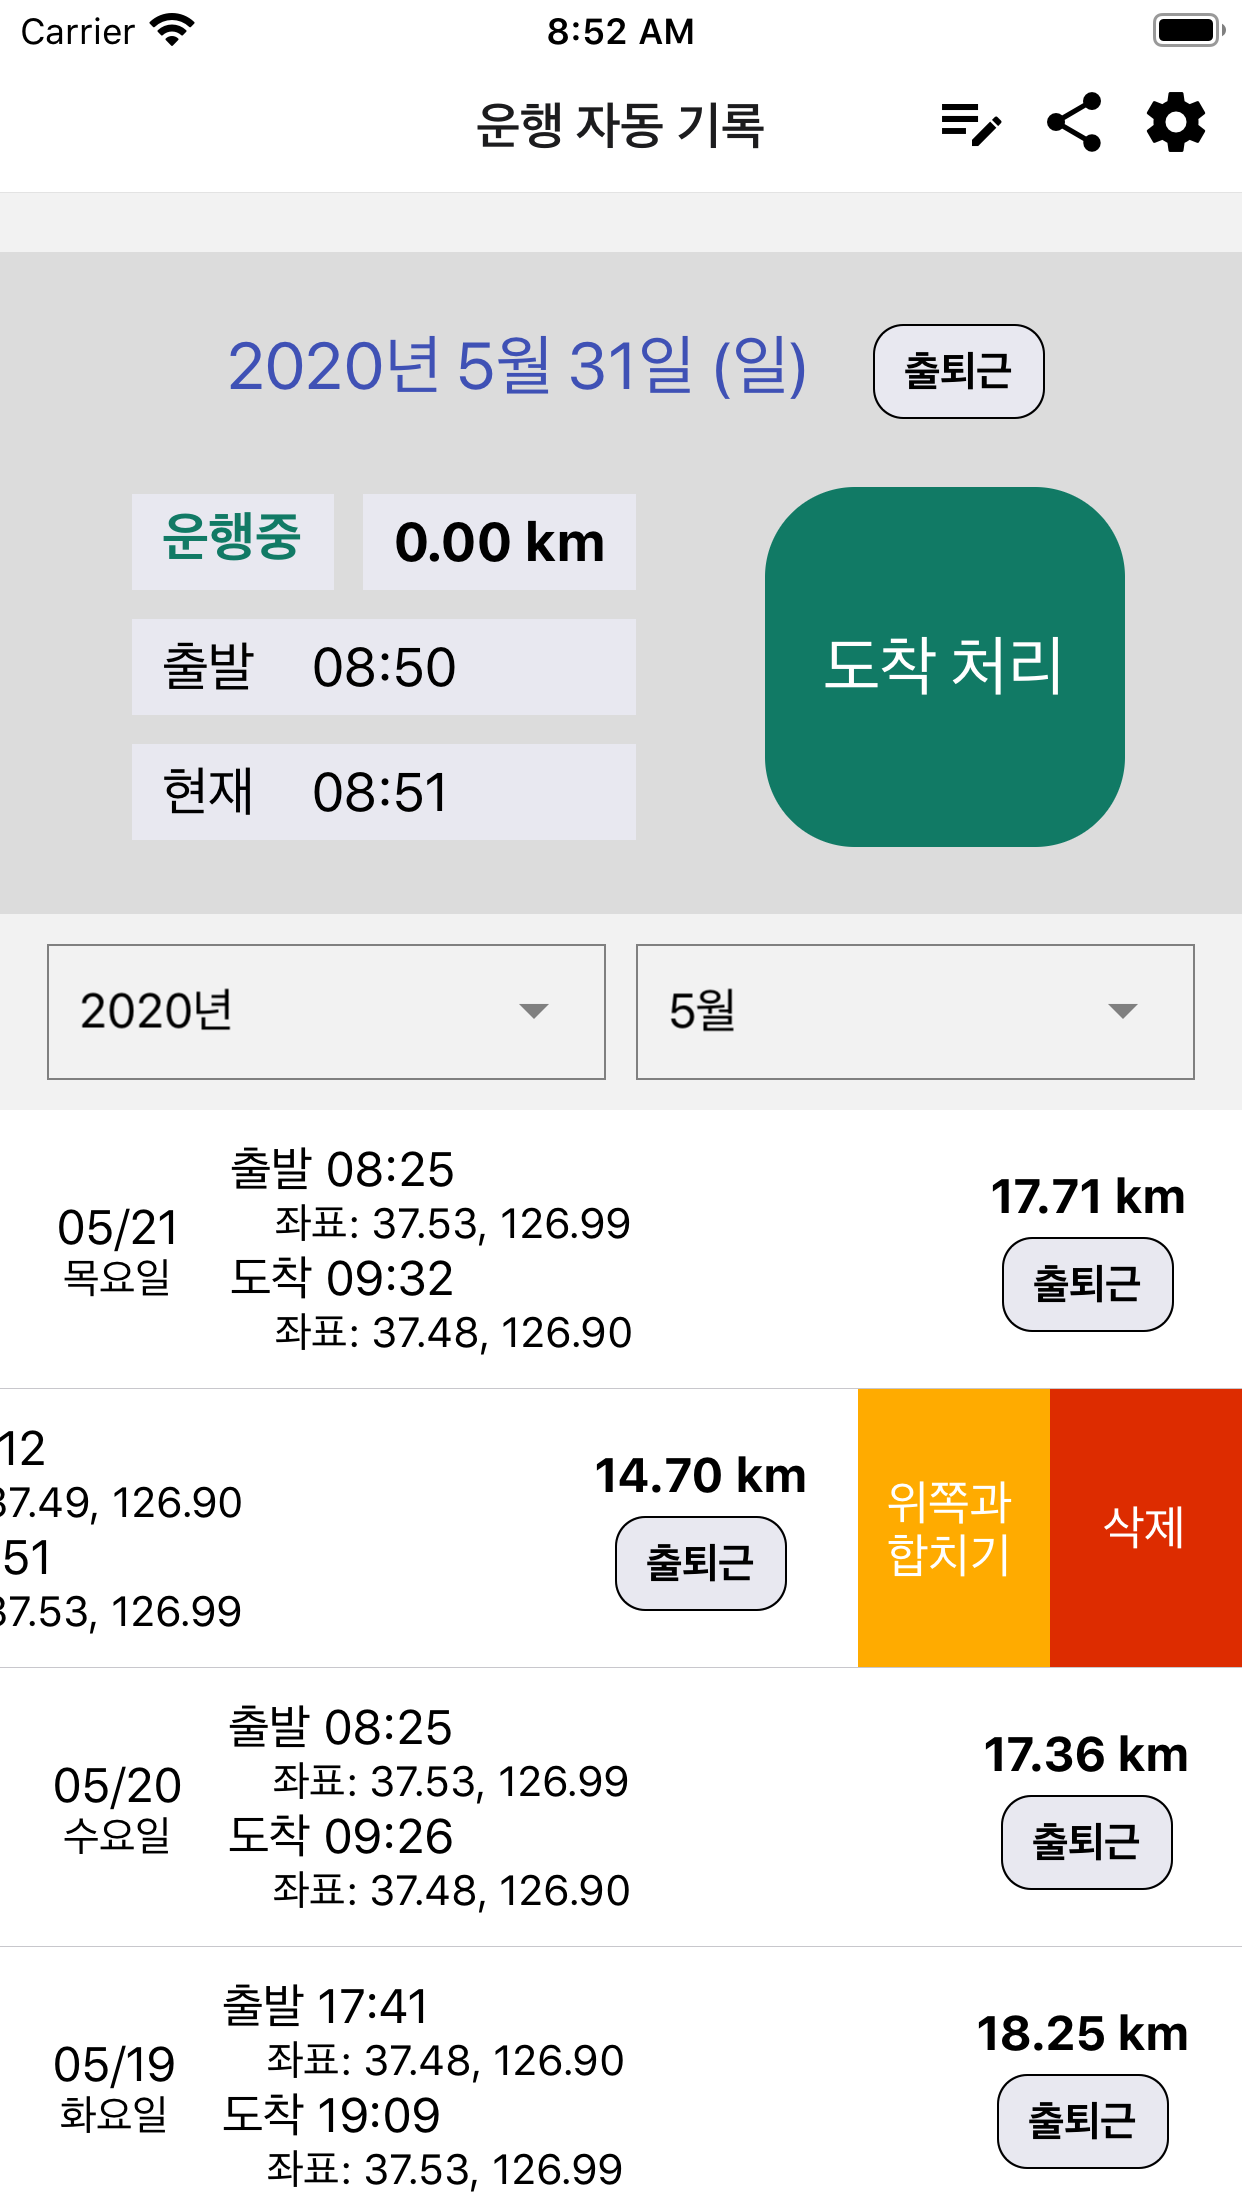 Carrier 8:52 AM
운행 자동 기록
2020년 5월 31일 (일) 출퇴근
운행중 0.00 km
출발 08:50
현재 08:51
도착 처리
2020년 5월
05/21
목요일
출발 08:25
좌표: 37.53, 126.99
도착 09:32
좌표: 37.48, 126.90
17.71 km
출퇴근
12
37.49, 126.90
51
37.53, 126.99
14.70 km
출퇴근
위쪽과
합치기
삭제
05/20
수요일
출발 08:25
좌표: 37.53, 126.99
도착 09:26
좌표: 37.48, 126.90
17.36 km
출퇴근
05/19
화요일
출발 17:41
좌표: 37.48, 126.90
도착 19:09
좌표: 37.53, 126.99
18.25 km
출퇴근